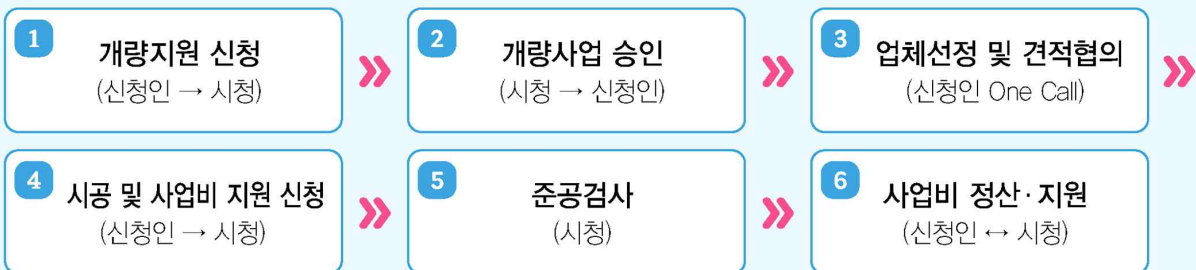 1
개량지원 신청
(신청인 → 시청)
2
개량사업 승인
(시청 → 신청인)
3
업체선정 및 견적협의
(신청인 One Call)
4
시공 및 사업비 지원 신청
(신청인 → 시청)
5
준공검사
(시청)
6
사업비 정산·지원
(신청인 ↔ 시청)